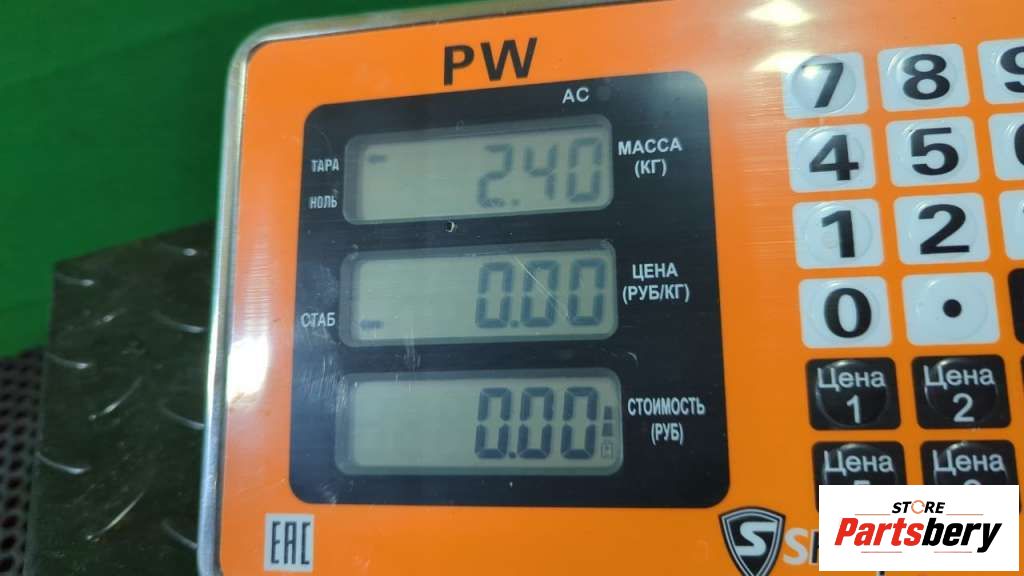 PW
AC
ТАРА
2.40
МАССА
(КГ)
НОЛЬ
0.00
ЦЕНА
(РУБ/КГ)
СТАБ
0.00
СТОИМОСТЬ
(РУБ)
7 8 9
4 5
1 2
0 .
Цена
1
Цена
2
Цена
Цена
EAC
S
STORE
Partsbery